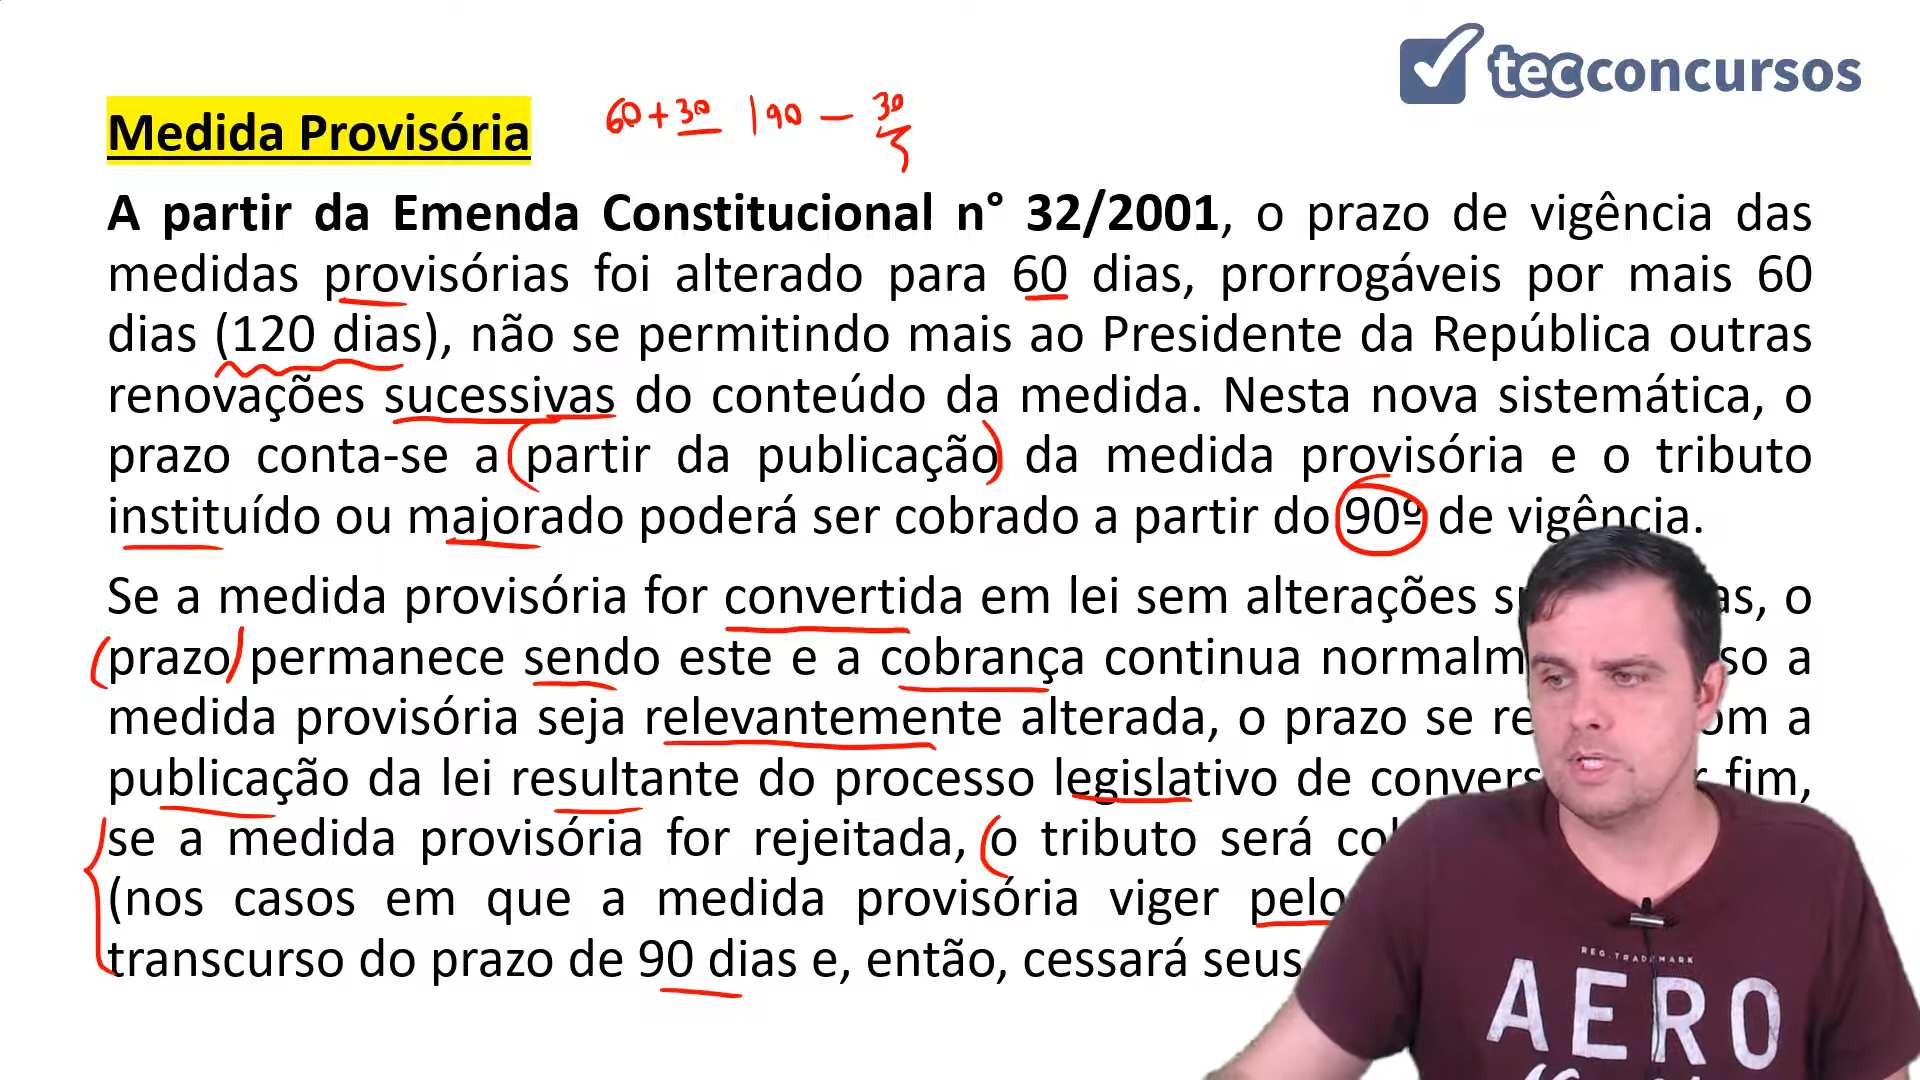 tecconcursos
Medida Provisória
60+30 | 90 — 30
A partir da Emenda Constitucional n° 32/2001, o prazo de vigência das
medidas provisórias foi alterado para 60 dias, prorrogáveis por mais 60
dias (120 dias), não se permitindo mais ao Presidente da República outras
renovações sucessivas do conteúdo da medida. Nesta nova sistemática, o
prazo conta-se a partir da publicação da medida provisória e o tributo
instituído ou majorado poderá ser cobrado a partir do 90º de vigência.
Se a medida provisória for convertida em lei sem alterações o
prazo permanece sendo este e a cobrança continua a
medida provisória seja relevantemente alterada, o prazo se a
publicação da lei resultante do processo legislativo de fim,
se a medida provisória for rejeitada, o tributo será
(nos casos em que a medida provisória viger pelo
transcurso do prazo de 90 dias e, então, cessará seus
REG. TRADEMARK
AERO